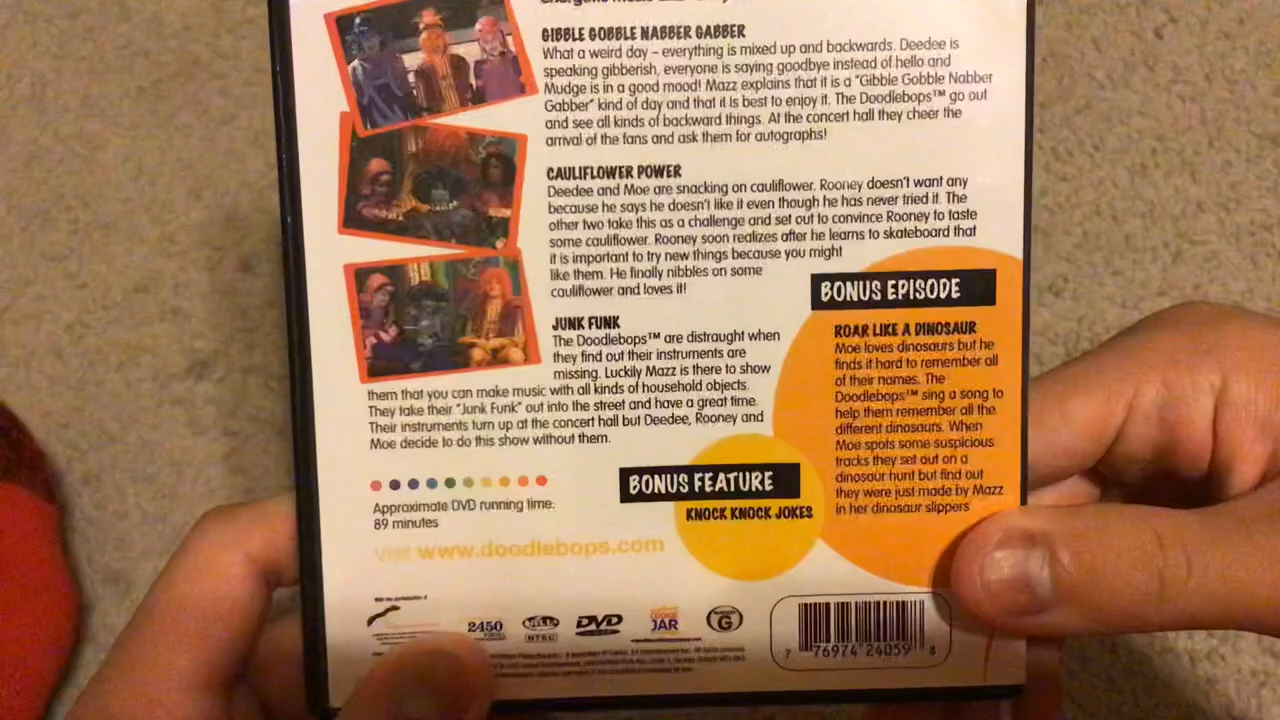 GIBBLE GOBBLE NABBER GABBER
What a weird day – everything is mixed up and backwards. Deedee is
speaking gibberish, everyone is saying goodbye instead of hello and
Mudge is in a good mood! Mazz explains that it is a "Gibble Gobble Nabber
Gabber" kind of day and that it is best to enjoy it. The Doodlebops™ go out
and see all kinds of backward things. At the concert hall they cheer the
arrival of the fans and ask them for autographs!
CAULIFLOWER POWER
Deedee and Moe are snacking on cauliflower. Rooney doesn't want any
because he says he doesn't like it even though he has never tried it. The
other two take this as a challenge and set out to convince Rooney to taste
some cauliflower. Rooney soon realizes after he learns to skateboard that
it is important to try new things because you might
like them. He finally nibbles on some
cauliflower and loves it!
JUNK FUNK
The Doodlebops™ are distraught when
they find out their instruments are
missing. Luckily Mazz is there to show
them that you can make music with all kinds of household objects.
They take their "Junk Funk" out into the street and have a great time.
Their instruments turn up at the concert hall but Deedee, Rooney and
Moe decide to do this show without them.
BONUS EPISODE
ROAR LIKE A DINOSAUR
Moe loves dinosaurs but he
finds it hard to remember all
of their names. The
Doodlebops™ sing a song to
help them remember all the
different dinosaurs. When
Moe spots some suspicious
tracks they set out on a
dinosaur hunt but find out
they were just made by Mazz
in her dinosaur slippers
BONUS FEATURE
KNOCK KNOCK JOKES
Approximate DVD running time:
89 minutes
Visit www.doodlebops.com
2450
NTSC
DVD
COOKIE JAR
G
7 76974 24059 8